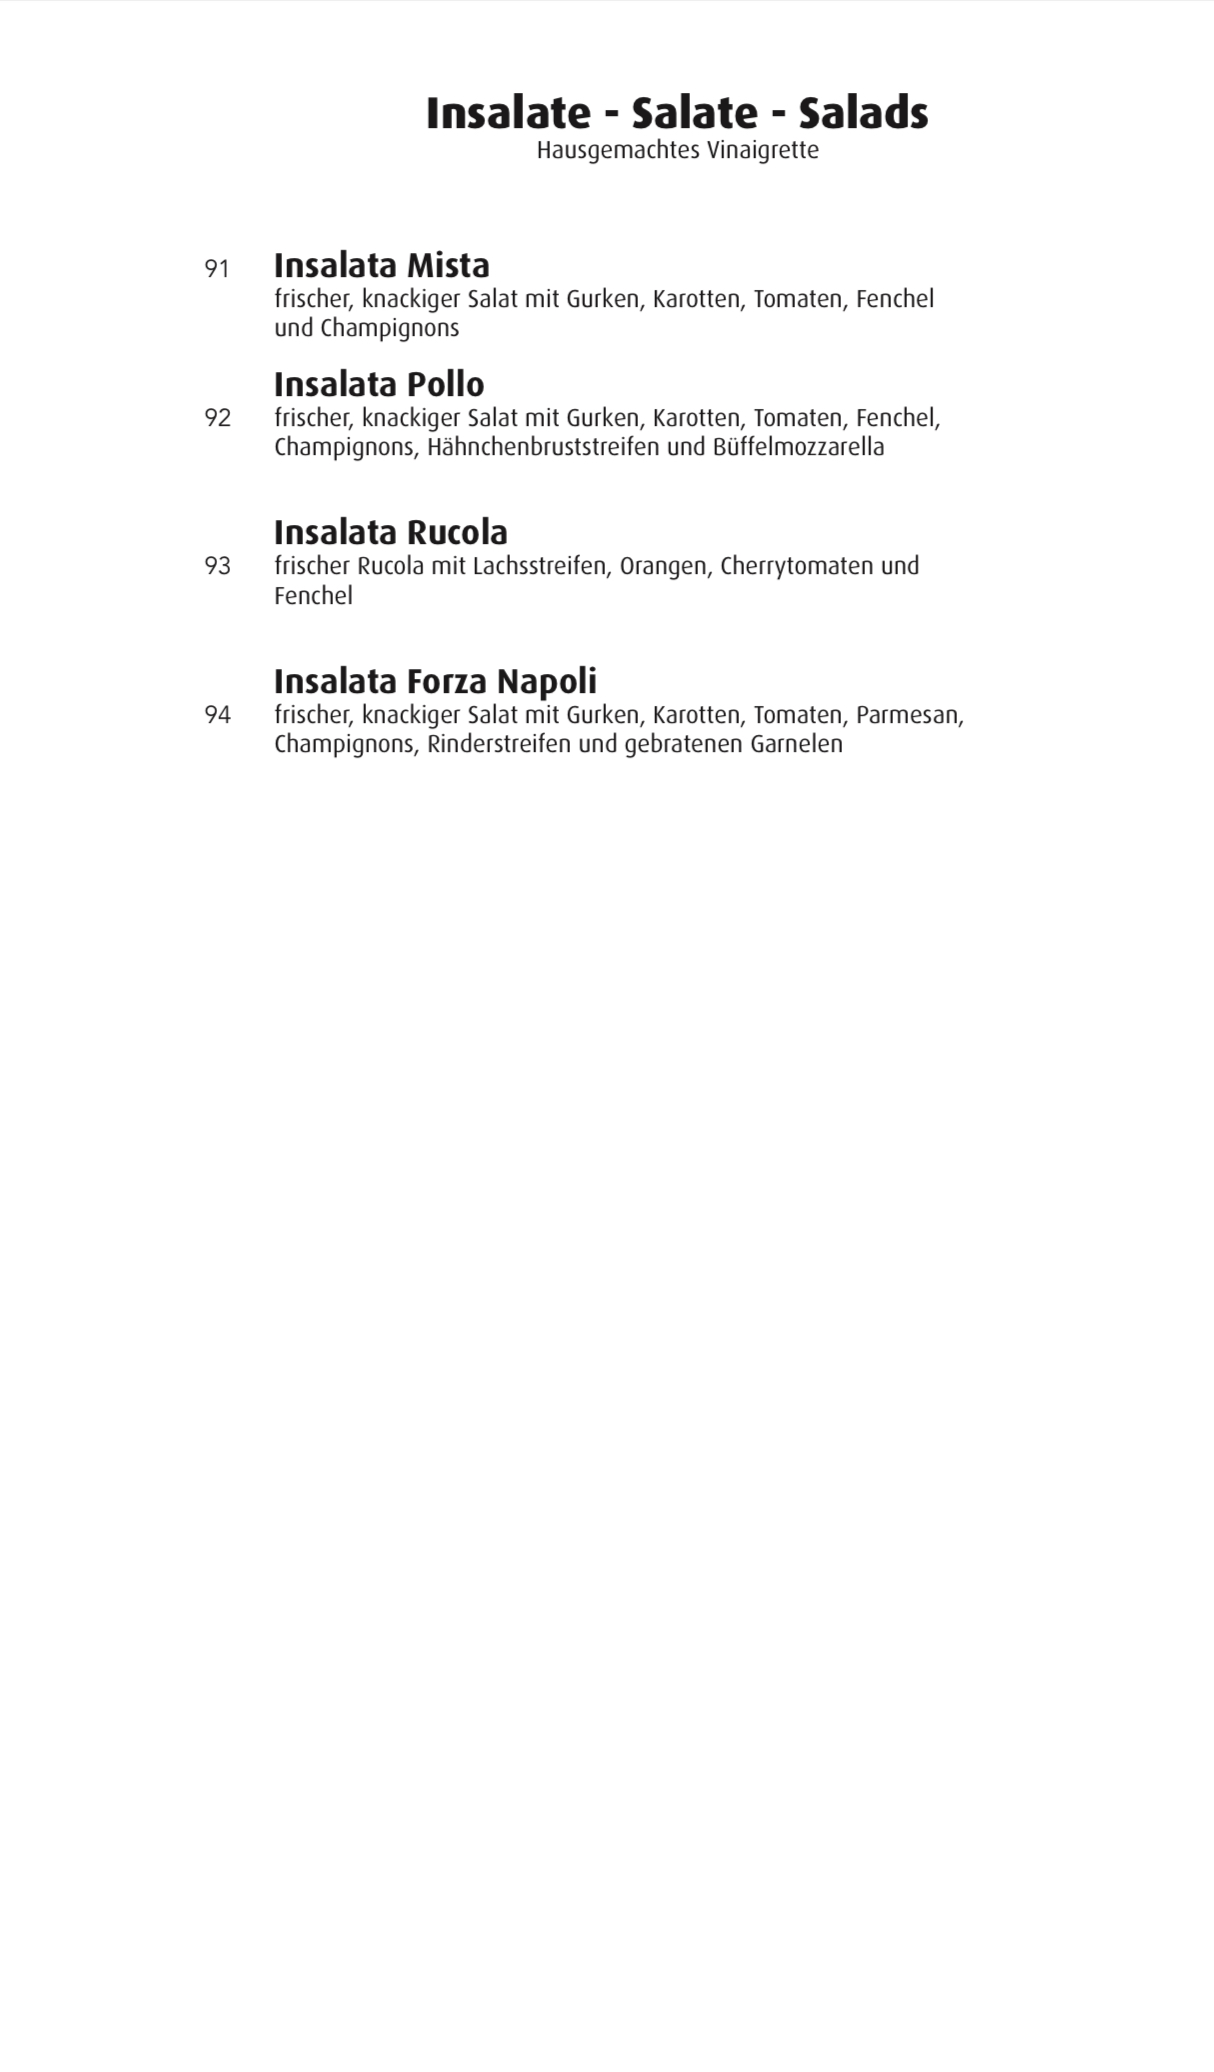 Insalate - Salate - Salads
Hausgemachtes Vinaigrette
91 Insalata Mista
frischer, knackiger Salat mit Gurken, Karotten, Tomaten, Fenchel
und Champignons
Insalata Pollo
92 frischer, knackiger Salat mit Gurken, Karotten, Tomaten, Fenchel,
Champignons, Hähnchenbruststreifen und Büffelmozzarella
Insalata Rucola
93 frischer Rucola mit Lachsstreifen, Orangen, Cherrytomaten und
Fenchel
Insalata Forza Napoli
94 frischer, knackiger Salat mit Gurken, Karotten, Tomaten, Parmesan,
Champignons, Rinderstreifen und gebratenen Garnelen